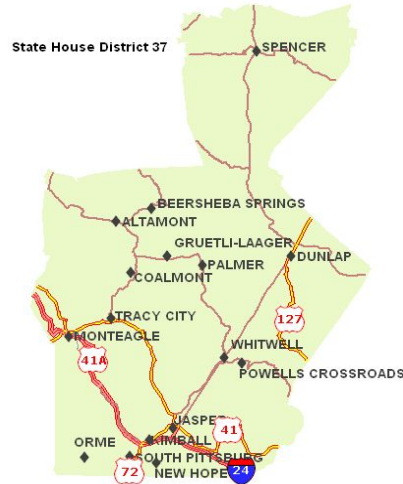 State House District 37
SPENCER
BEERSHEBA SPRINGS
ALTAMONT
GRUETLI-LAAGER
DUNLAP
PALMER
COALMONT
TRACY CITY
127
MONTEAGLE
WHITWELL
41A
POWELLS CROSSROADS
JASPER
41
ORME
KIMBALL
SOUTH PITTSBURG
72
NEW HOPE
24